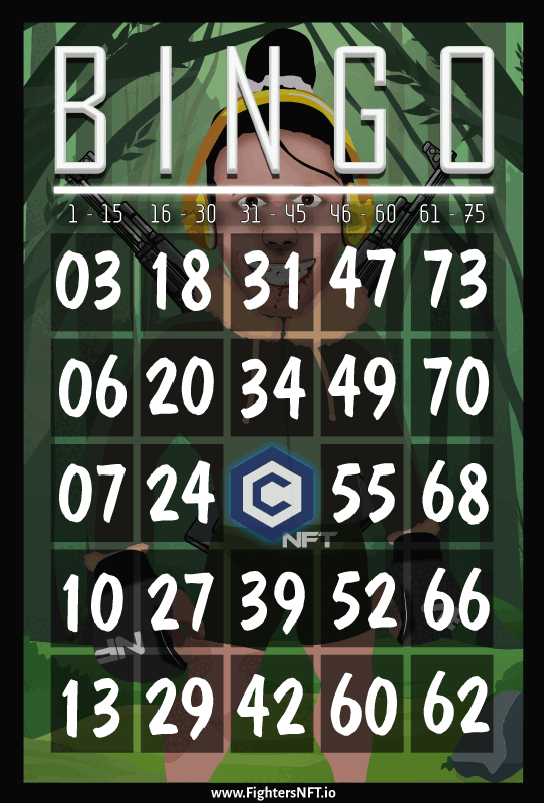 BINGO
1 - 15 16 - 30 31 - 45 46 - 60 61 - 75
03 18 31 47 73
06 20 34 49 70
07 24 C 55 68
NFT
10 27 39 52 66
13 29 42 60 62
www.FightersNFT.io